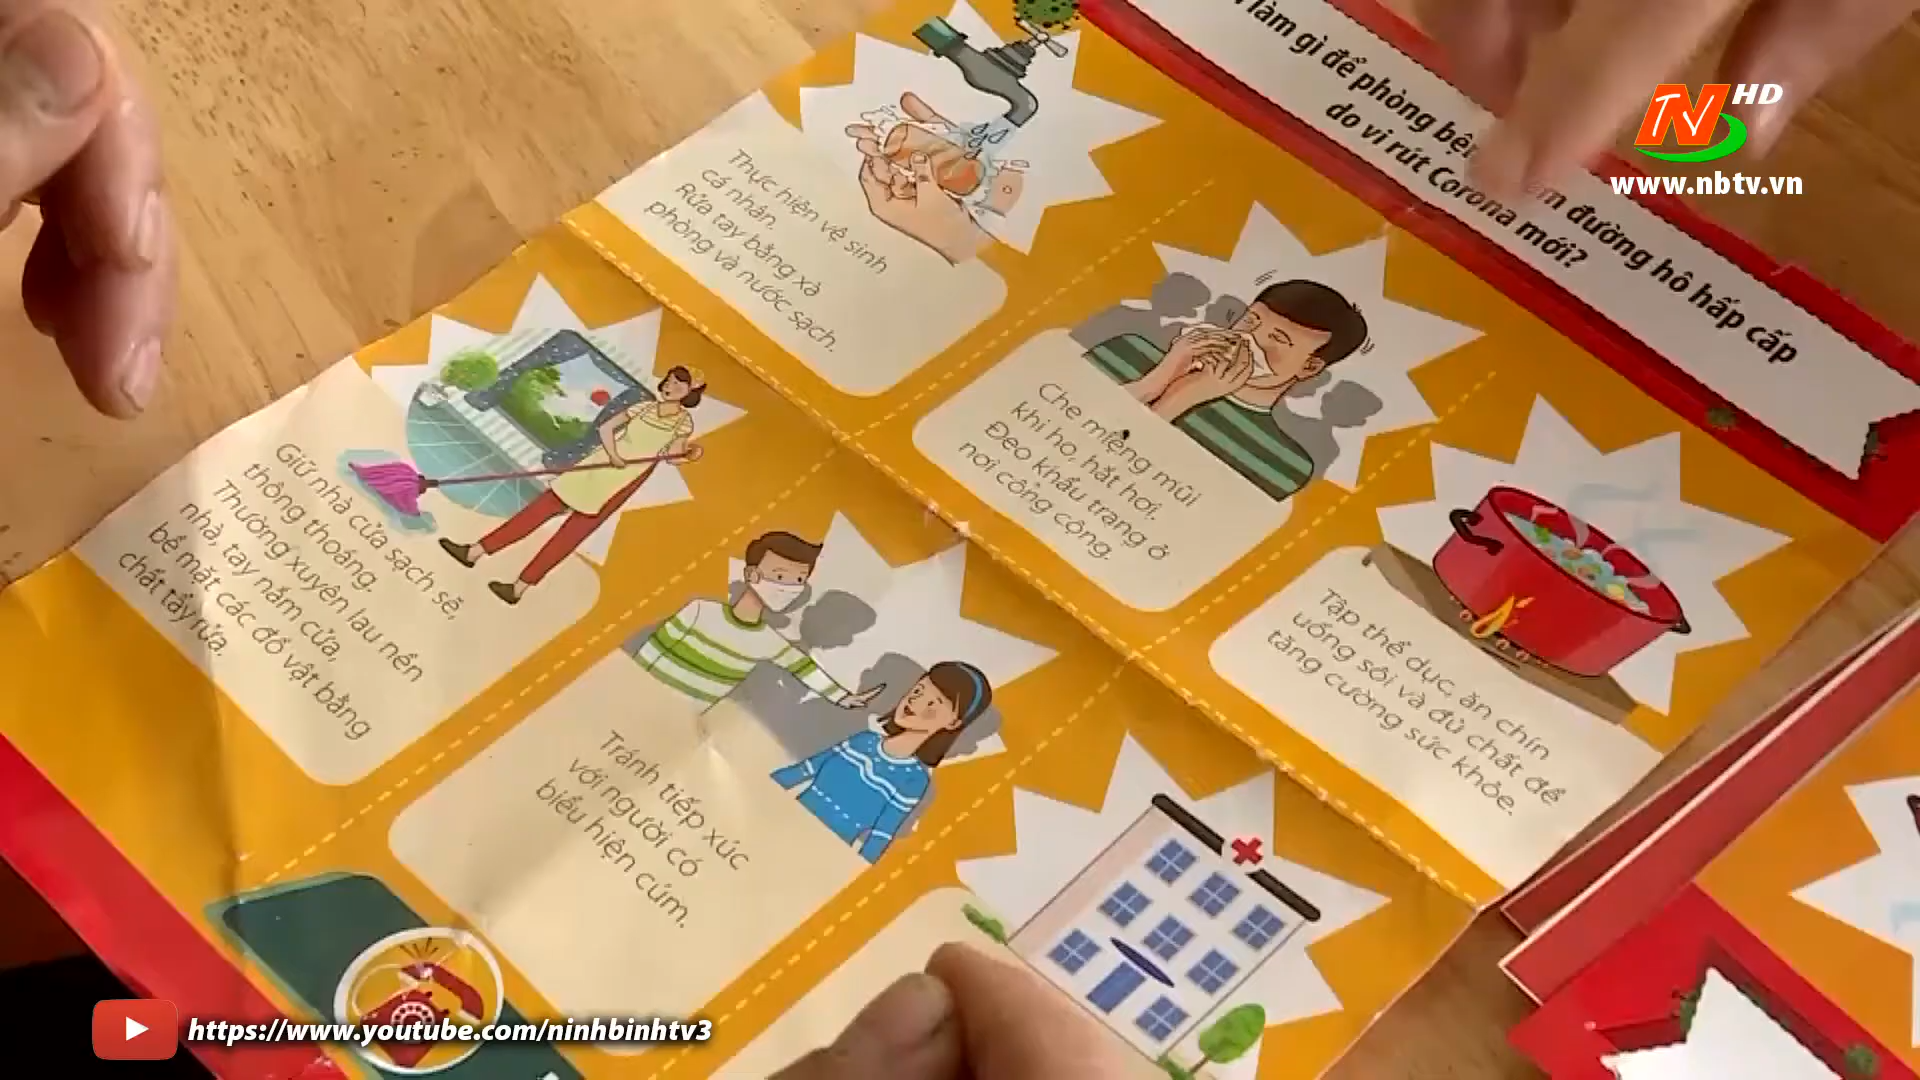 làm gì để phòng bệnh đường hô hấp cấp
do vi rút Corona mới?
TV HD
www.nbtv.vn
Thực hiện vệ sinh
cá nhân.
Rửa tay bằng xà
phòng và nước sạch.
Che miệng mũi
khi ho, hắt hơi.
Đeo khẩu trang ở
nơi công cộng.
Tập thể dục, ăn chín
uống sôi và đủ chất để
tăng cường sức khỏe.
Giữ nhà cửa sạch sẽ,
thông thoáng.
Thường xuyên lau nền
nhà, tay nắm cửa,
bề mặt các đồ vật bằng
chất tẩy rửa.
Tránh tiếp xúc
với người có
biểu hiện cúm.
https://www.youtube.com/ninhbinhtv3